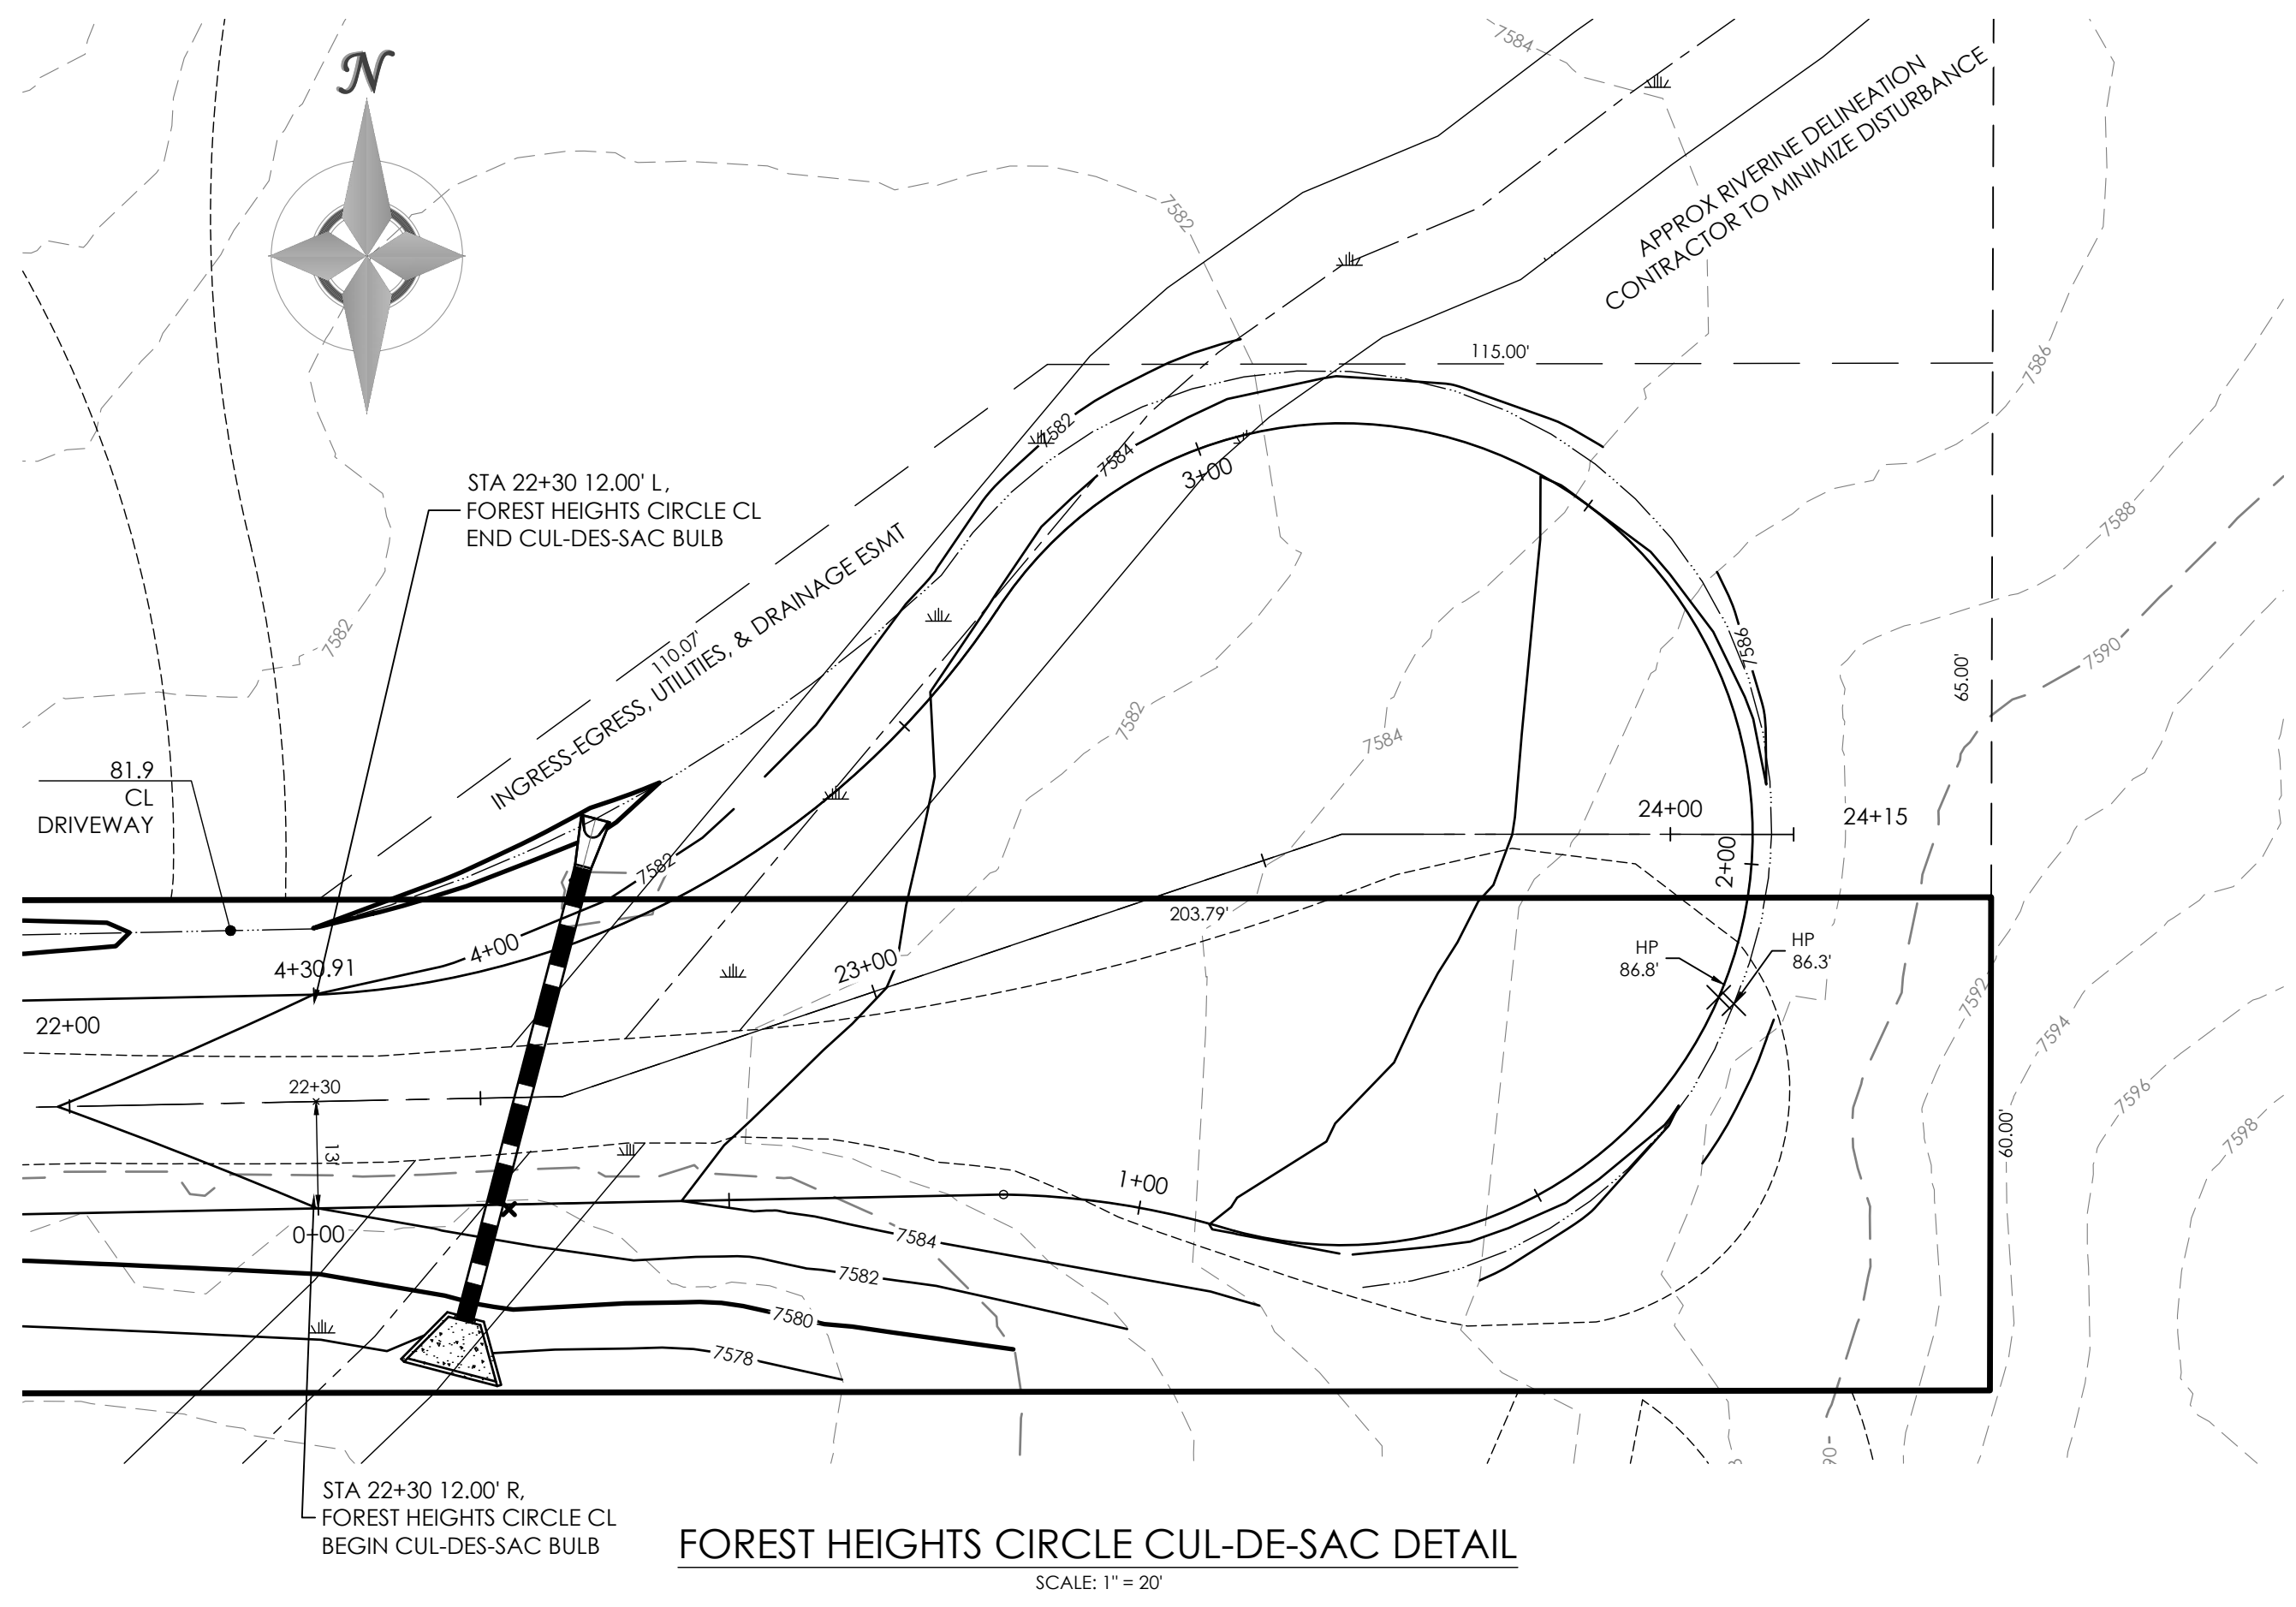 N
7584
APPROX RIVERINE DELINEATION
CONTRACTOR TO MINIMIZE DISTURBANCE
7582
115.00'
7586
STA 22+30 12.00' L,
FOREST HEIGHTS CIRCLE CL
END CUL-DES-SAC BULB
7582
7584
3+00
7588
INGRESS-EGRESS, UTILITIES, & DRAINAGE ESMT
110.07'
7582
7586
7590
65.00'
7582
7584
81.9
CL
DRIVEWAY
24+00
24+15
2+00
7582
203.79'
4+00
4+30.91
23+00
HP
86.8'
HP
86.3'
7592
7594
22+00
22+30
13'
7596
7598
60.00'
1+00
0+00
7584
7582
7580
7578
90
STA 22+30 12.00' R,
FOREST HEIGHTS CIRCLE CL
BEGIN CUL-DES-SAC BULB
FOREST HEIGHTS CIRCLE CUL-DE-SAC DETAIL
SCALE: 1" = 20'